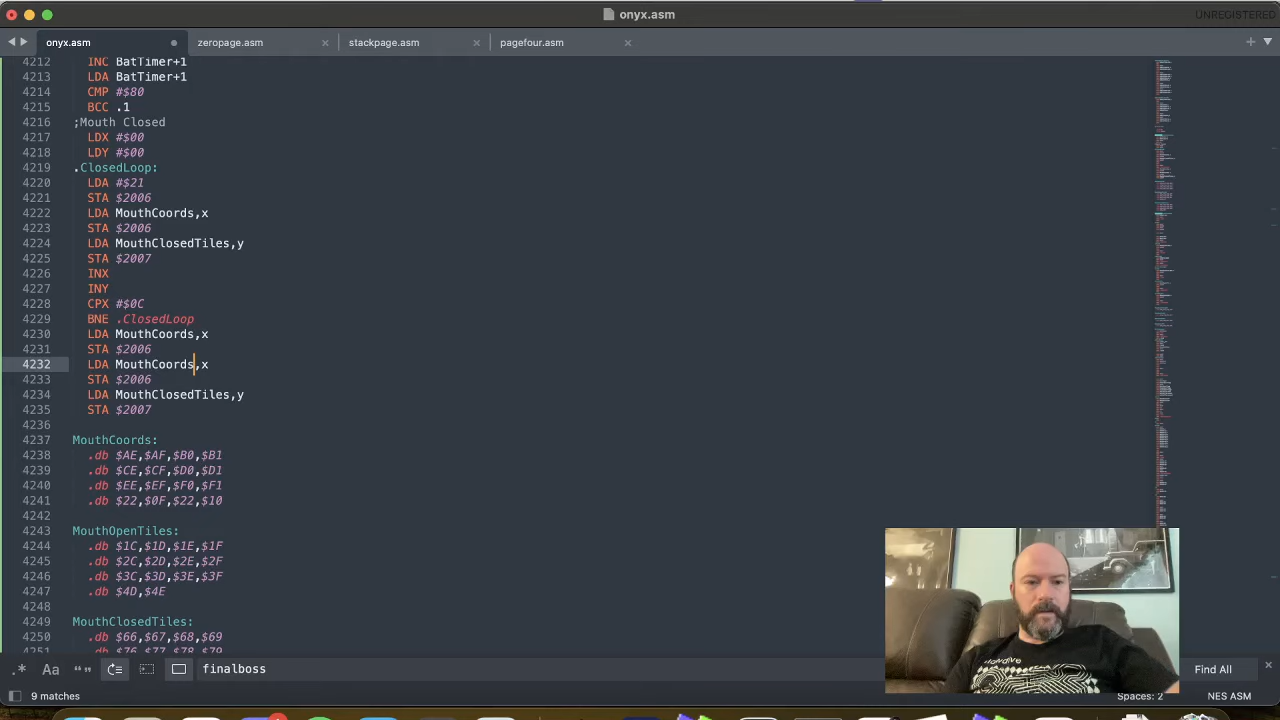 onyx.asm
UNREGISTERED
onyx.asm
zeropage.asm
stackpage.asm
pagefour.asm
4212 INC BatTimer+1
4213 LDA BatTimer+1
4214 CMP #$80
4215 BCC .1
4216 ;Mouth Closed
4217 LDX #$00
4218 LDY #$00
4219 .ClosedLoop:
4220 LDA #$21
4221 STA $2006
4222 LDA MouthCoords,x
4223 STA $2006
4224 LDA MouthClosedTiles,y
4225 STA $2007
4226 INX
4227 INY
4228 CPX #$0C
4229 BNE .ClosedLoop
4230 LDA MouthCoords,x
4231 STA $2006
4232 LDA MouthCoords,x
4233 STA $2006
4234 LDA MouthClosedTiles,y
4235 STA $2007
4236
4237 MouthCoords:
4238 .db $AE,$AF,$B0,$B1
4239 .db $CE,$CF,$D0,$D1
4240 .db $EE,$EF,$F0,$F1
4241 .db $22,$0F,$22,$10
4242
4243 MouthOpenTiles:
4244 .db $1C,$1D,$1E,$1F
4245 .db $2C,$2D,$2E,$2F
4246 .db $3C,$3D,$3E,$3F
4247 .db $4D,$4E
4248
4249 MouthClosedTiles:
4250 .db $66,$67,$68,$69
4251 .db $76,$77,$78,$79
slowdive
.* Aa “”
finalboss
Find All
9 matches
Spaces: 2
NES ASM